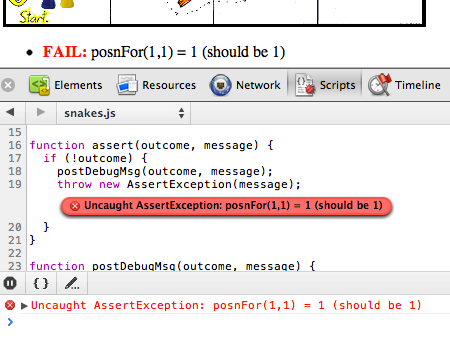 Start.
• FAIL: posnFor(1,1) = 1 (should be 1)
Elements Resources Network Scripts Timeline
snakes.js
15
16 function assert(outcome, message) {
17 if (!outcome) {
18 postDebugMsg(outcome, message);
19 throw new AssertException(message);
Uncaught AssertException: posnFor(1,1) = 1 (should be 1)
20 }
21 }
22
23 function postDebugMsg(outcome, message) {
{}
Uncaught AssertException: posnFor(1,1) = 1 (should be 1)
>